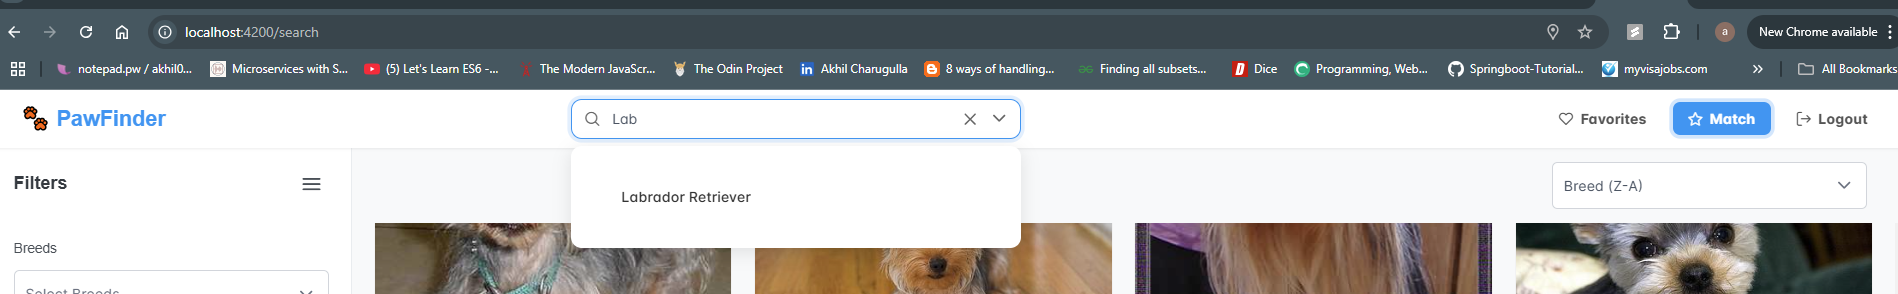 localhost:4200/search
a
New Chrome available
notepad.pw / akhil0...
Microservices with S...
(5) Let's Learn ES6 -...
The Modern JavaScr...
The Odin Project
Akhil Charugulla
8 ways of handling...
Finding all subsets...
Dice
Programming, Web...
Springboot-Tutorial...
myvisajobs.com
All Bookmarks
PawFinder
Lab
Favorites
Match
Logout
Filters
Labrador Retriever
Breed (Z-A)
Breeds
Select Breeds